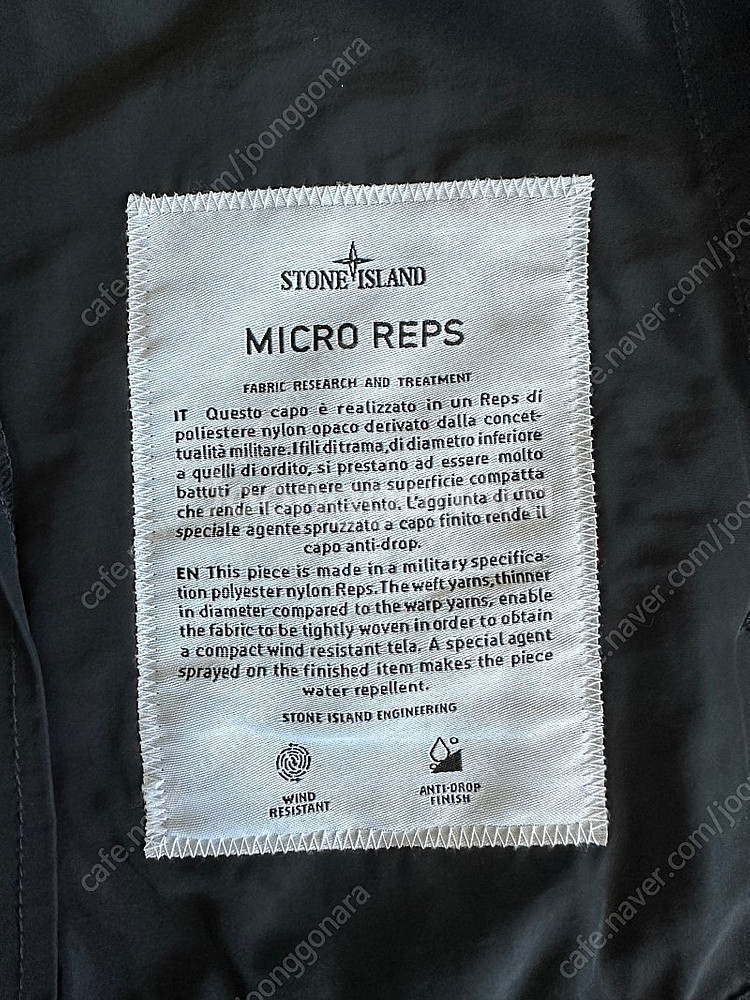 STONE ISLAND
MICRO REPS
FABRIC RESEARCH AND TREATMENT
IT Questo capo è realizzato in un Reps di
poliestere nylon opaco derivato dalla concet-
tualità militare. I fili di trama, di diametro inferiore
a quelli di ordito, si prestano ad essere molto
battuti per ottenere una superficie compatta
che rende il capo antivento. L'aggiunta di uno
speciale agente spruzzato a capo finito rende il
capo anti-drop.
EN This piece is made in a military specifica-
tion polyester nylon Reps. The weft yarns, thinner
in diameter compared to the warp yarns, enable
the fabric to be tightly woven in order to obtain
a compact wind resistant tela. A special agent
sprayed on the finished item makes the piece
water repellent.
STONE ISLAND ENGINEERING
WIND
RESISTANT
ANTI-DROP
FINISH
cafe.naver.com/joonggonara